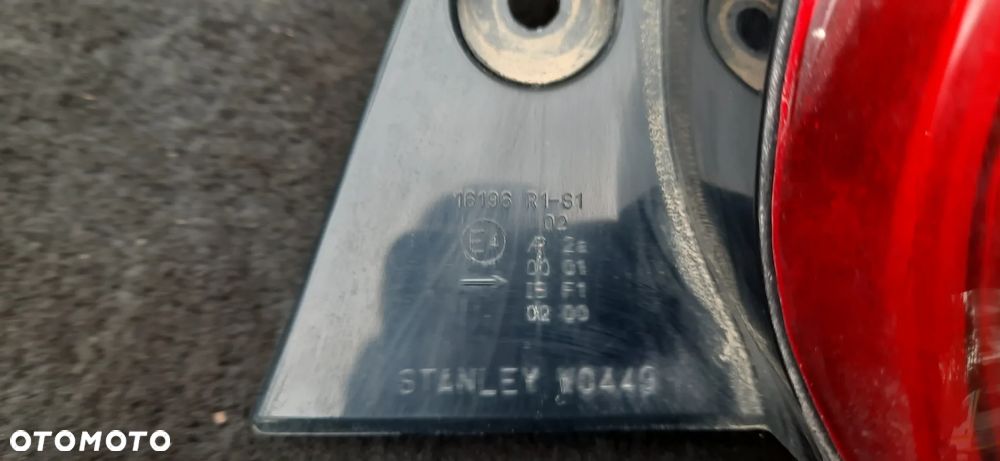 16196 R1-S1
02
E4 AR 2a
00 01
→ IB F1
02 00
STANLEY W0449
OTOMOTO